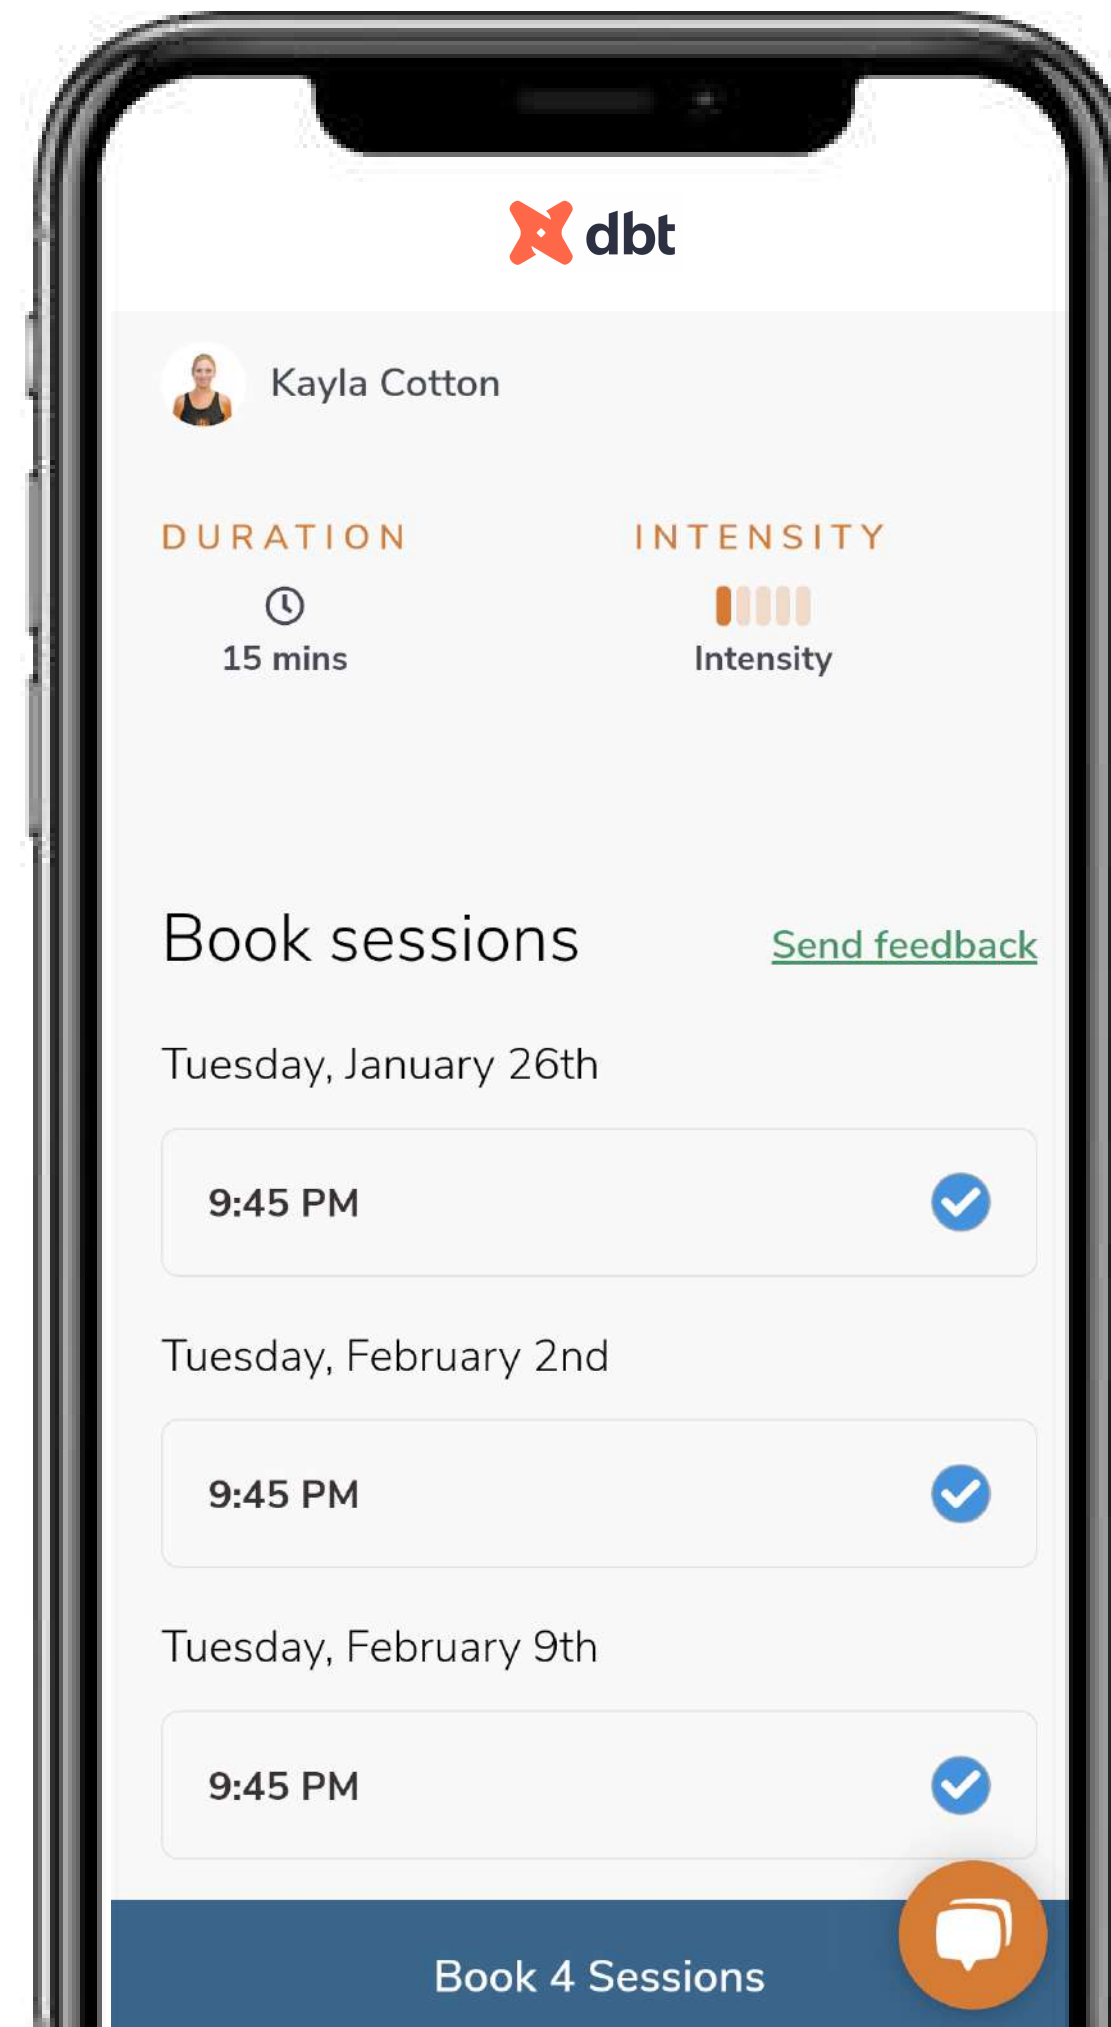 dbt
Kayla Cotton
DURATION
INTENSITY
15 mins
Intensity
Book sessions
Send feedback
Tuesday, January 26th
9:45 PM
Tuesday, February 2nd
9:45 PM
Tuesday, February 9th
9:45 PM
Book 4 Sessions